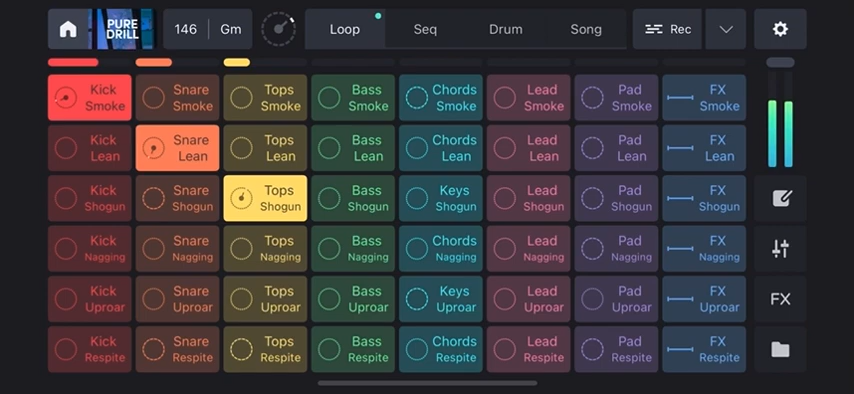 PURE
DRILL
146 Gm
Loop Seq Drum Song
Rec
Kick Snare Tops Bass Chords Lead Pad FX
Smoke Smoke Smoke Smoke Smoke Smoke Smoke Smoke
Kick Snare Tops Bass Chords Lead Pad FX
Lean Lean Lean Lean Lean Lean Lean Lean
Kick Snare Tops Bass Keys Lead Pad FX
Shogun Shogun Shogun Shogun Shogun Shogun Shogun Shogun
Kick Snare Tops Bass Chords Lead Pad FX
Nagging Nagging Nagging Nagging Nagging Nagging Nagging Nagging
Kick Snare Tops Bass Keys Lead Pad FX
Uproar Uproar Uproar Uproar Uproar Uproar Uproar Uproar
FX
Kick Snare Tops Bass Chords Lead Pad FX
Respite Respite Respite Respite Respite Respite Respite Respite